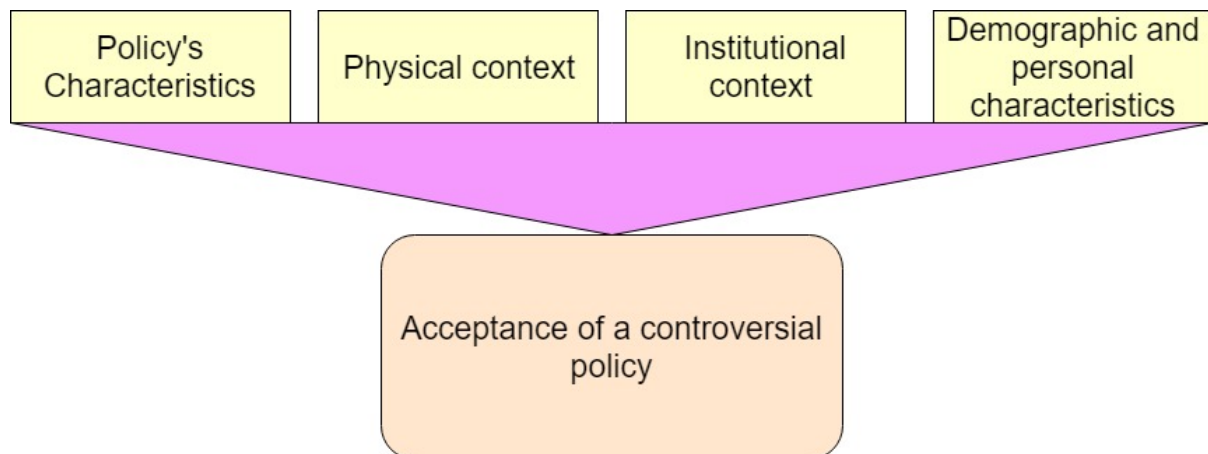 Policy's
Characteristics
Physical context
Institutional
context
Demographic and
personal
characteristics
Acceptance of a controversial
policy